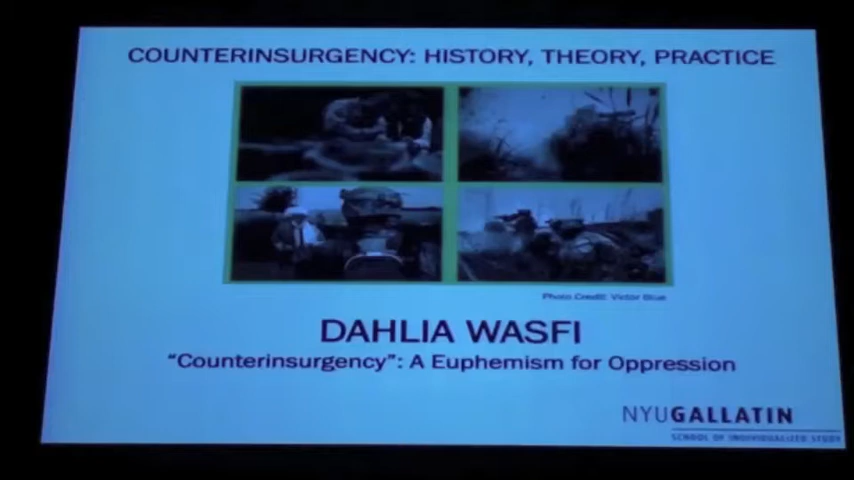 COUNTERINSURGENCY: HISTORY, THEORY, PRACTICE
Photo Credit: Victor Blue
DAHLIA WASFI
“Counterinsurgency”: A Euphemism for Oppression
NYUGALLATIN
SCHOOL OF INDIVIDUALIZED STUDY